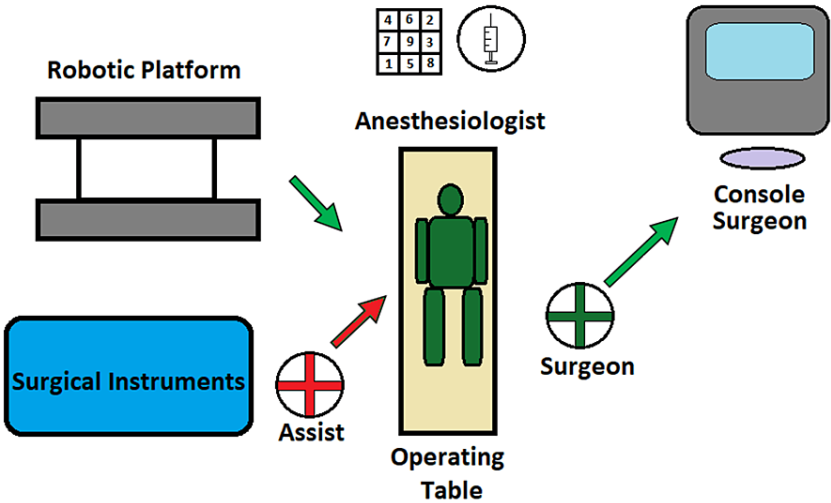 4 6 2
7 9 3
1 5 8
Robotic Platform
Anesthesiologist
Console
Surgeon
Surgical Instruments
Assist
Surgeon
Operating
Table